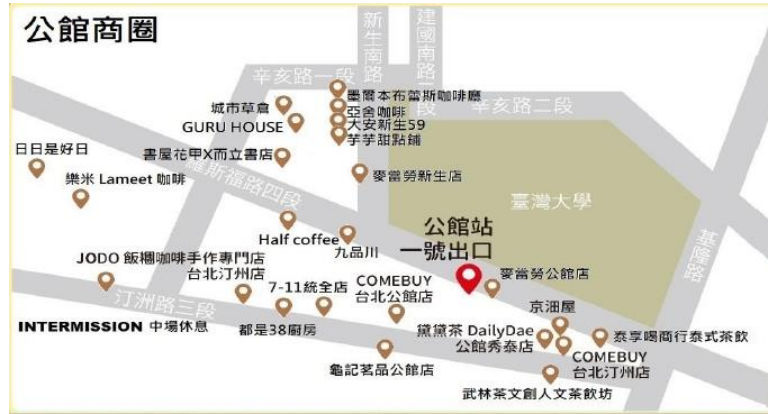 公館商圈
新生南路
建國南路二段
辛亥路一段
辛亥路二段
墨爾本布蕾斯咖啡廳
亞舍咖啡
大安新生59
芋芋甜點鋪
城市草倉
GURU HOUSE
書屋花甲X而立書店
日日是好日
樂米 Lameet 咖啡
羅斯福路四段
麥當勞新生店
臺灣大學
基隆路
Half coffee
九品川
公館站
一號出口
麥當勞公館店
JODO 飯糰咖啡手作專門店
台北汀州店
汀洲路三段
INTERMISSION 中場休息
都是38廚房
7-11統全店
COMEBUY
台北公館店
龜記茗品公館店
京沺屋
黛黛茶 DailyDae
公館秀泰店
泰享喝商行泰式茶飲
COMEBUY
台北汀州店
武林茶文創人文茶飲坊